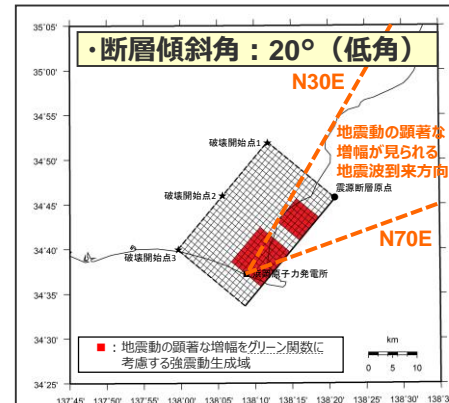 ・断層傾斜角：20°（低角）
N30E
地震動の顕著な
増幅が見られる
地震波到来方向
N70E
破壊開始点1
破壊開始点2
破壊開始点3
震源断層原点
原子力発電所
■：地震動の顕著な増幅をグリーン関数に
考慮する強震動生成域
km
0 5 10
35°05'
35°00'
34°55'
34°50'
34°45'
34°40'
34°35'
34°30'
34°25'
137°45' 137°50' 137°55' 138°00' 138°05' 138°10' 138°15' 138°20' 138°25' 138°30'